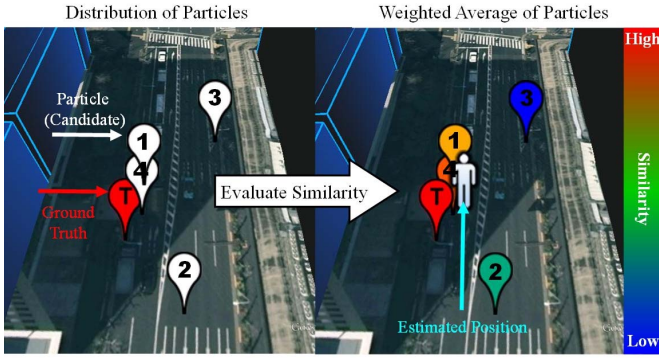 Distribution of Particles
Weighted Average of Particles
High
Particle
(Candidate)
3
1
4
T
Ground
Truth
2
Evaluate Similarity
3
1
4
T
2
Estimated Position
Similarity
Low